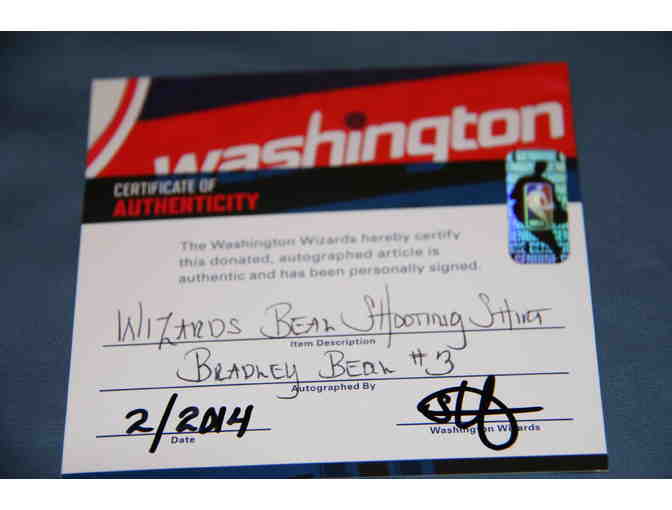 washington
CERTIFICATE OF
AUTHENTICITY
The Washington Wizards hereby certify
this donated, autographed article is
authentic and has been personally signed.
WIZARDS BEAL SHOOTING SHIRT
Item Description
BRADLEY BEAL #3
Autographed By
2/2014
Date
Washington Wizards